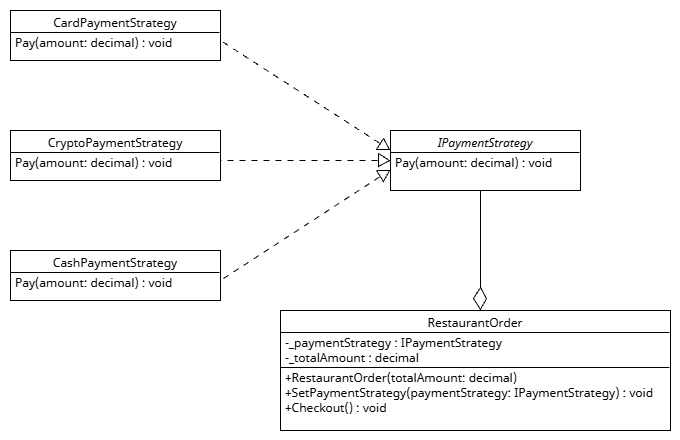 CardPaymentStrategy
Pay(amount: decimal) : void
CryptoPaymentStrategy
Pay(amount: decimal) : void
IPaymentStrategy
Pay(amount: decimal) : void
CashPaymentStrategy
Pay(amount: decimal) : void
RestaurantOrder
-_paymentStrategy : IPaymentStrategy
-_totalAmount : decimal
+RestaurantOrder(totalAmount: decimal)
+SetPaymentStrategy(paymentStrategy: IPaymentStrategy) : void
+Checkout() : void